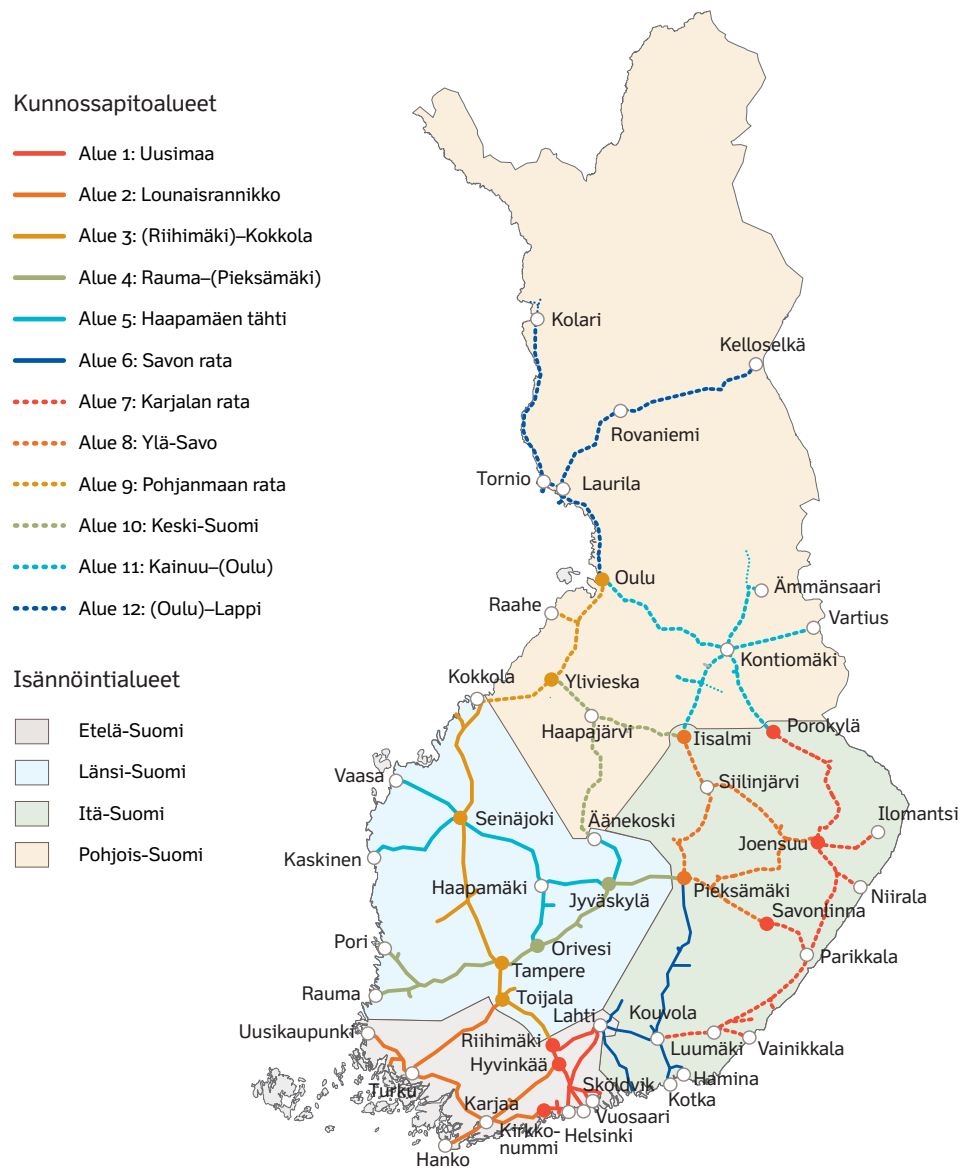 Kunnossapitoalueet
Alue 1: Uusimaa
Alue 2: Lounaisrannikko
Alue 3: (Riihimäki)–Kokkola
Alue 4: Rauma–(Pieksämäki)
Alue 5: Haapamäen tähti
Alue 6: Savon rata
Alue 7: Karjalan rata
Alue 8: Ylä-Savo
Alue 9: Pohjanmaan rata
Alue 10: Keski-Suomi
Alue 11: Kainuu–(Oulu)
Alue 12: (Oulu)–Lappi
Isännöintialueet
Etelä-Suomi
Länsi-Suomi
Itä-Suomi
Pohjois-Suomi
Kolari
Kelloselkä
Rovaniemi
Tornio
Laurila
Oulu
Ämmänsaari
Raahe
Vartius
Kontiomäki
Kokkola
Ylivieska
Haapajärvi
Iisalmi
Porokylä
Vaasa
Siilinjärvi
Seinäjoki
Ilomantsi
Äänekoski
Joensuu
Kaskinen
Haapamäki
Jyväskylä
Pieksämäki
Niirala
Savonlinna
Pori
Orivesi
Parikkala
Tampere
Rauma
Toijala
Lahti
Kouvola
Uusikaupunki
Riihimäki
Luumäki
Vainikkala
Hyvinkää
Turku
Sköldvik
Hamina
Kotka
Karjaa
Vuosaari
Kirkko-
nummi
Helsinki
Hanko